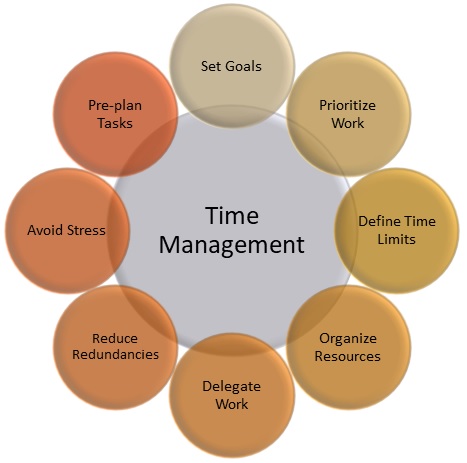 Set Goals
Prioritize
Work
Define Time
Limits
Organize
Resources
Delegate
Work
Reduce
Redundancies
Avoid Stress
Pre-plan
Tasks
Time
Management